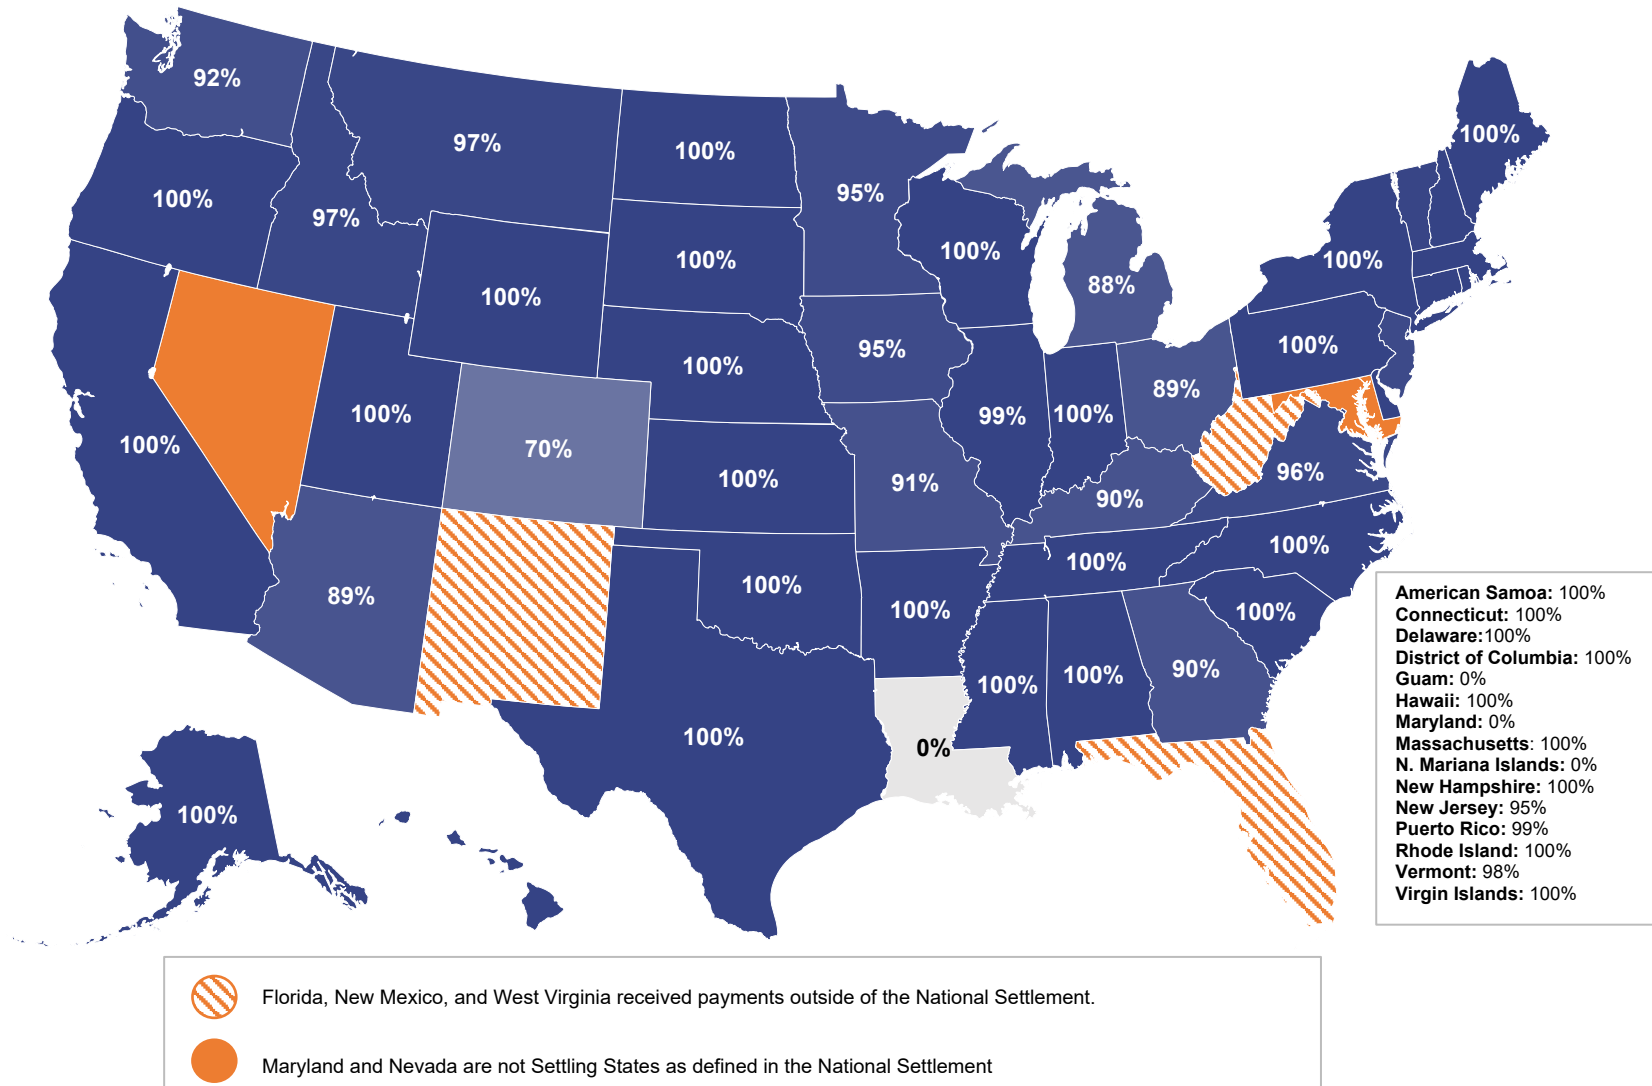 92%
97%
100%
100%
100%
97%
95%
100%
100%
100%
100%
88%
100%
100%
95%
100%
89%
100%
99%
100%
100%
70%
100%
91%
90%
96%
100%
100%
89%
100%
100%
100%
90%
100%
100%
100%
0%
100%
American Samoa: 100%
Connecticut: 100%
Delaware:100%
District of Columbia: 100%
Guam: 0%
Hawaii: 100%
Maryland: 0%
Massachusetts: 100%
N. Mariana Islands: 0%
New Hampshire: 100%
New Jersey: 95%
Puerto Rico: 99%
Rhode Island: 100%
Vermont: 98%
Virgin Islands: 100%
100%
Florida, New Mexico, and West Virginia received payments outside of the National Settlement.
Maryland and Nevada are not Settling States as defined in the National Settlement